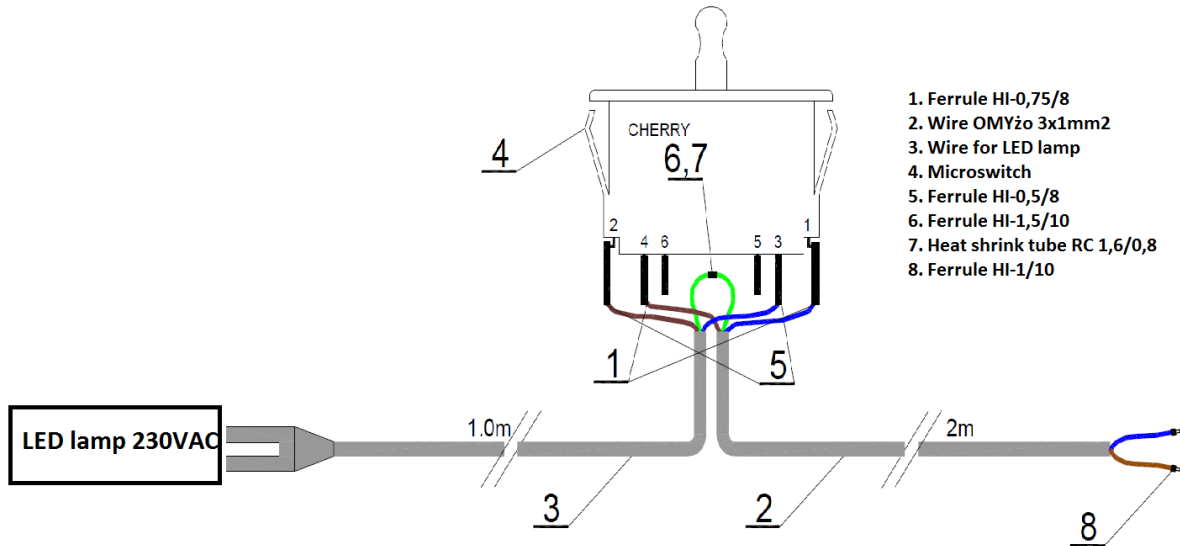 CHERRY
6,7
4
2
4
6
5
3
1
1
5
1. Ferrule HI-0,75/8
2. Wire OMYżo 3x1mm2
3. Wire for LED lamp
4. Microswitch
5. Ferrule HI-0,5/8
6. Ferrule HI-1,5/10
7. Heat shrink tube RC 1,6/0,8
8. Ferrule HI-1/10
LED lamp 230VAC
1.0m
2m
3
2
8